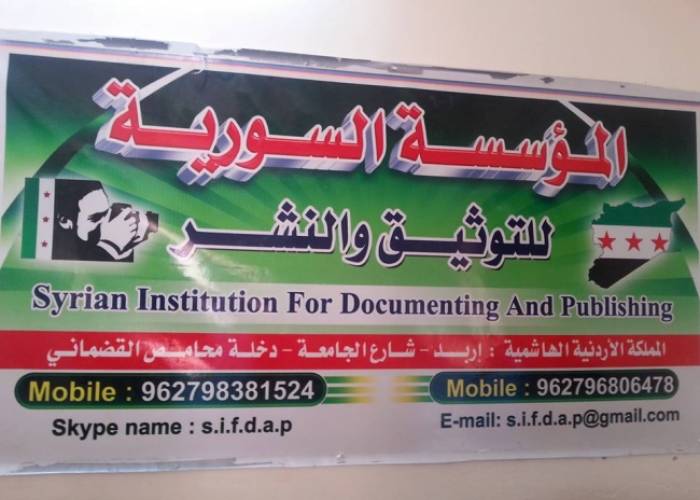 المؤسسة السورية
للتوثيق والنشر
Syrian Institution For Documenting And Publishing
المملكة الأردنية الهاشمية : إربد - شارع الجامعة - دخلة محامص القضماني
Mobile : 962798381524
Mobile : 962796806478
Skype name : s.i.f.d.a.p
E-mail: s.i.f.d.a.p@gmail.com